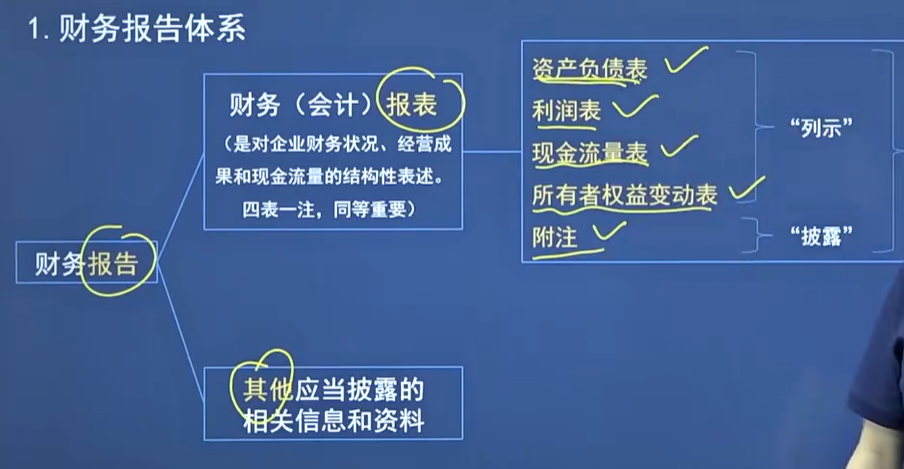 1. 财务报告体系
财务报告
财务（会计）报表
（是对企业财务状况、经营成
果和现金流量的结构性表述。
四表一注，同等重要）
资产负债表
利润表
现金流量表
所有者权益变动表
附注
“列示”
“披露”
其他应当披露的
相关信息和资料